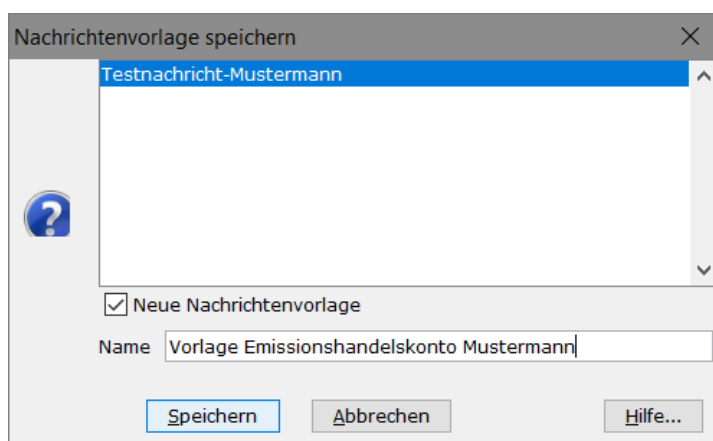 Nachrichtenvorlage speichern
Testnachricht-Mustermann
Neue Nachrichtenvorlage
Name Vorlage Emissionshandelskonto Mustermann
Speichern Abbrechen Hilfe...